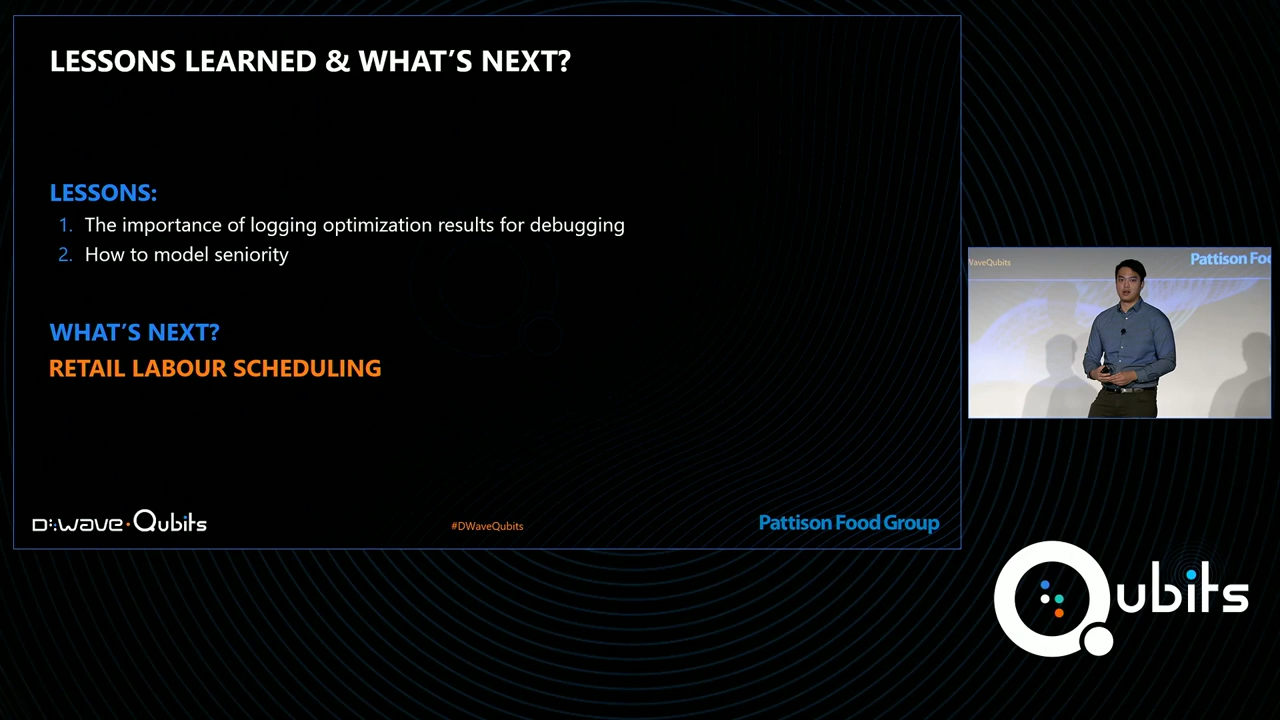 LESSONS LEARNED & WHAT'S NEXT?
LESSONS:
1. The importance of logging optimization results for debugging
2. How to model seniority
WHAT'S NEXT?
RETAIL LABOUR SCHEDULING
D:WAVE · Qubits
#DWaveQubits
Pattison Food Group
WaveQubits
Pattison Foo
Qubits